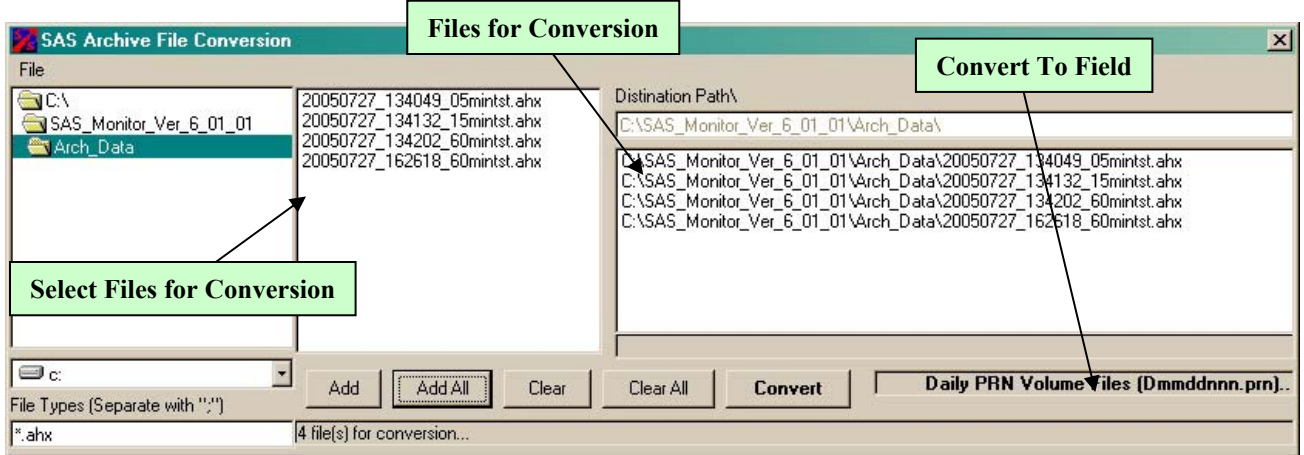 Files for Conversion
SAS Archive File Conversion
Convert To Field
File
C:\
SAS_Monitor_Ver_6_01_01
Arch_Data
20050727_134049_05mintst.ahx
20050727_134132_15mintst.ahx
20050727_134202_60mintst.ahx
20050727_162618_60mintst.ahx
Distination Path\
C:\SAS_Monitor_Ver_6_01_01\Arch_Data\
C:\SAS_Monitor_Ver_6_01_01\Arch_Data\20050727_134049_05mintst.ahx
C:\SAS_Monitor_Ver_6_01_01\Arch_Data\20050727_134132_15mintst.ahx
C:\SAS_Monitor_Ver_6_01_01\Arch_Data\20050727_134202_60mintst.ahx
C:\SAS_Monitor_Ver_6_01_01\Arch_Data\20050727_162618_60mintst.ahx
Select Files for Conversion
c:
Add
Add All
Clear
Clear All
Convert
Daily PRN Volume Files (Dmmddnnn.prn)..
File Types (Separate with ";")
*.ahx
4 file(s) for conversion...